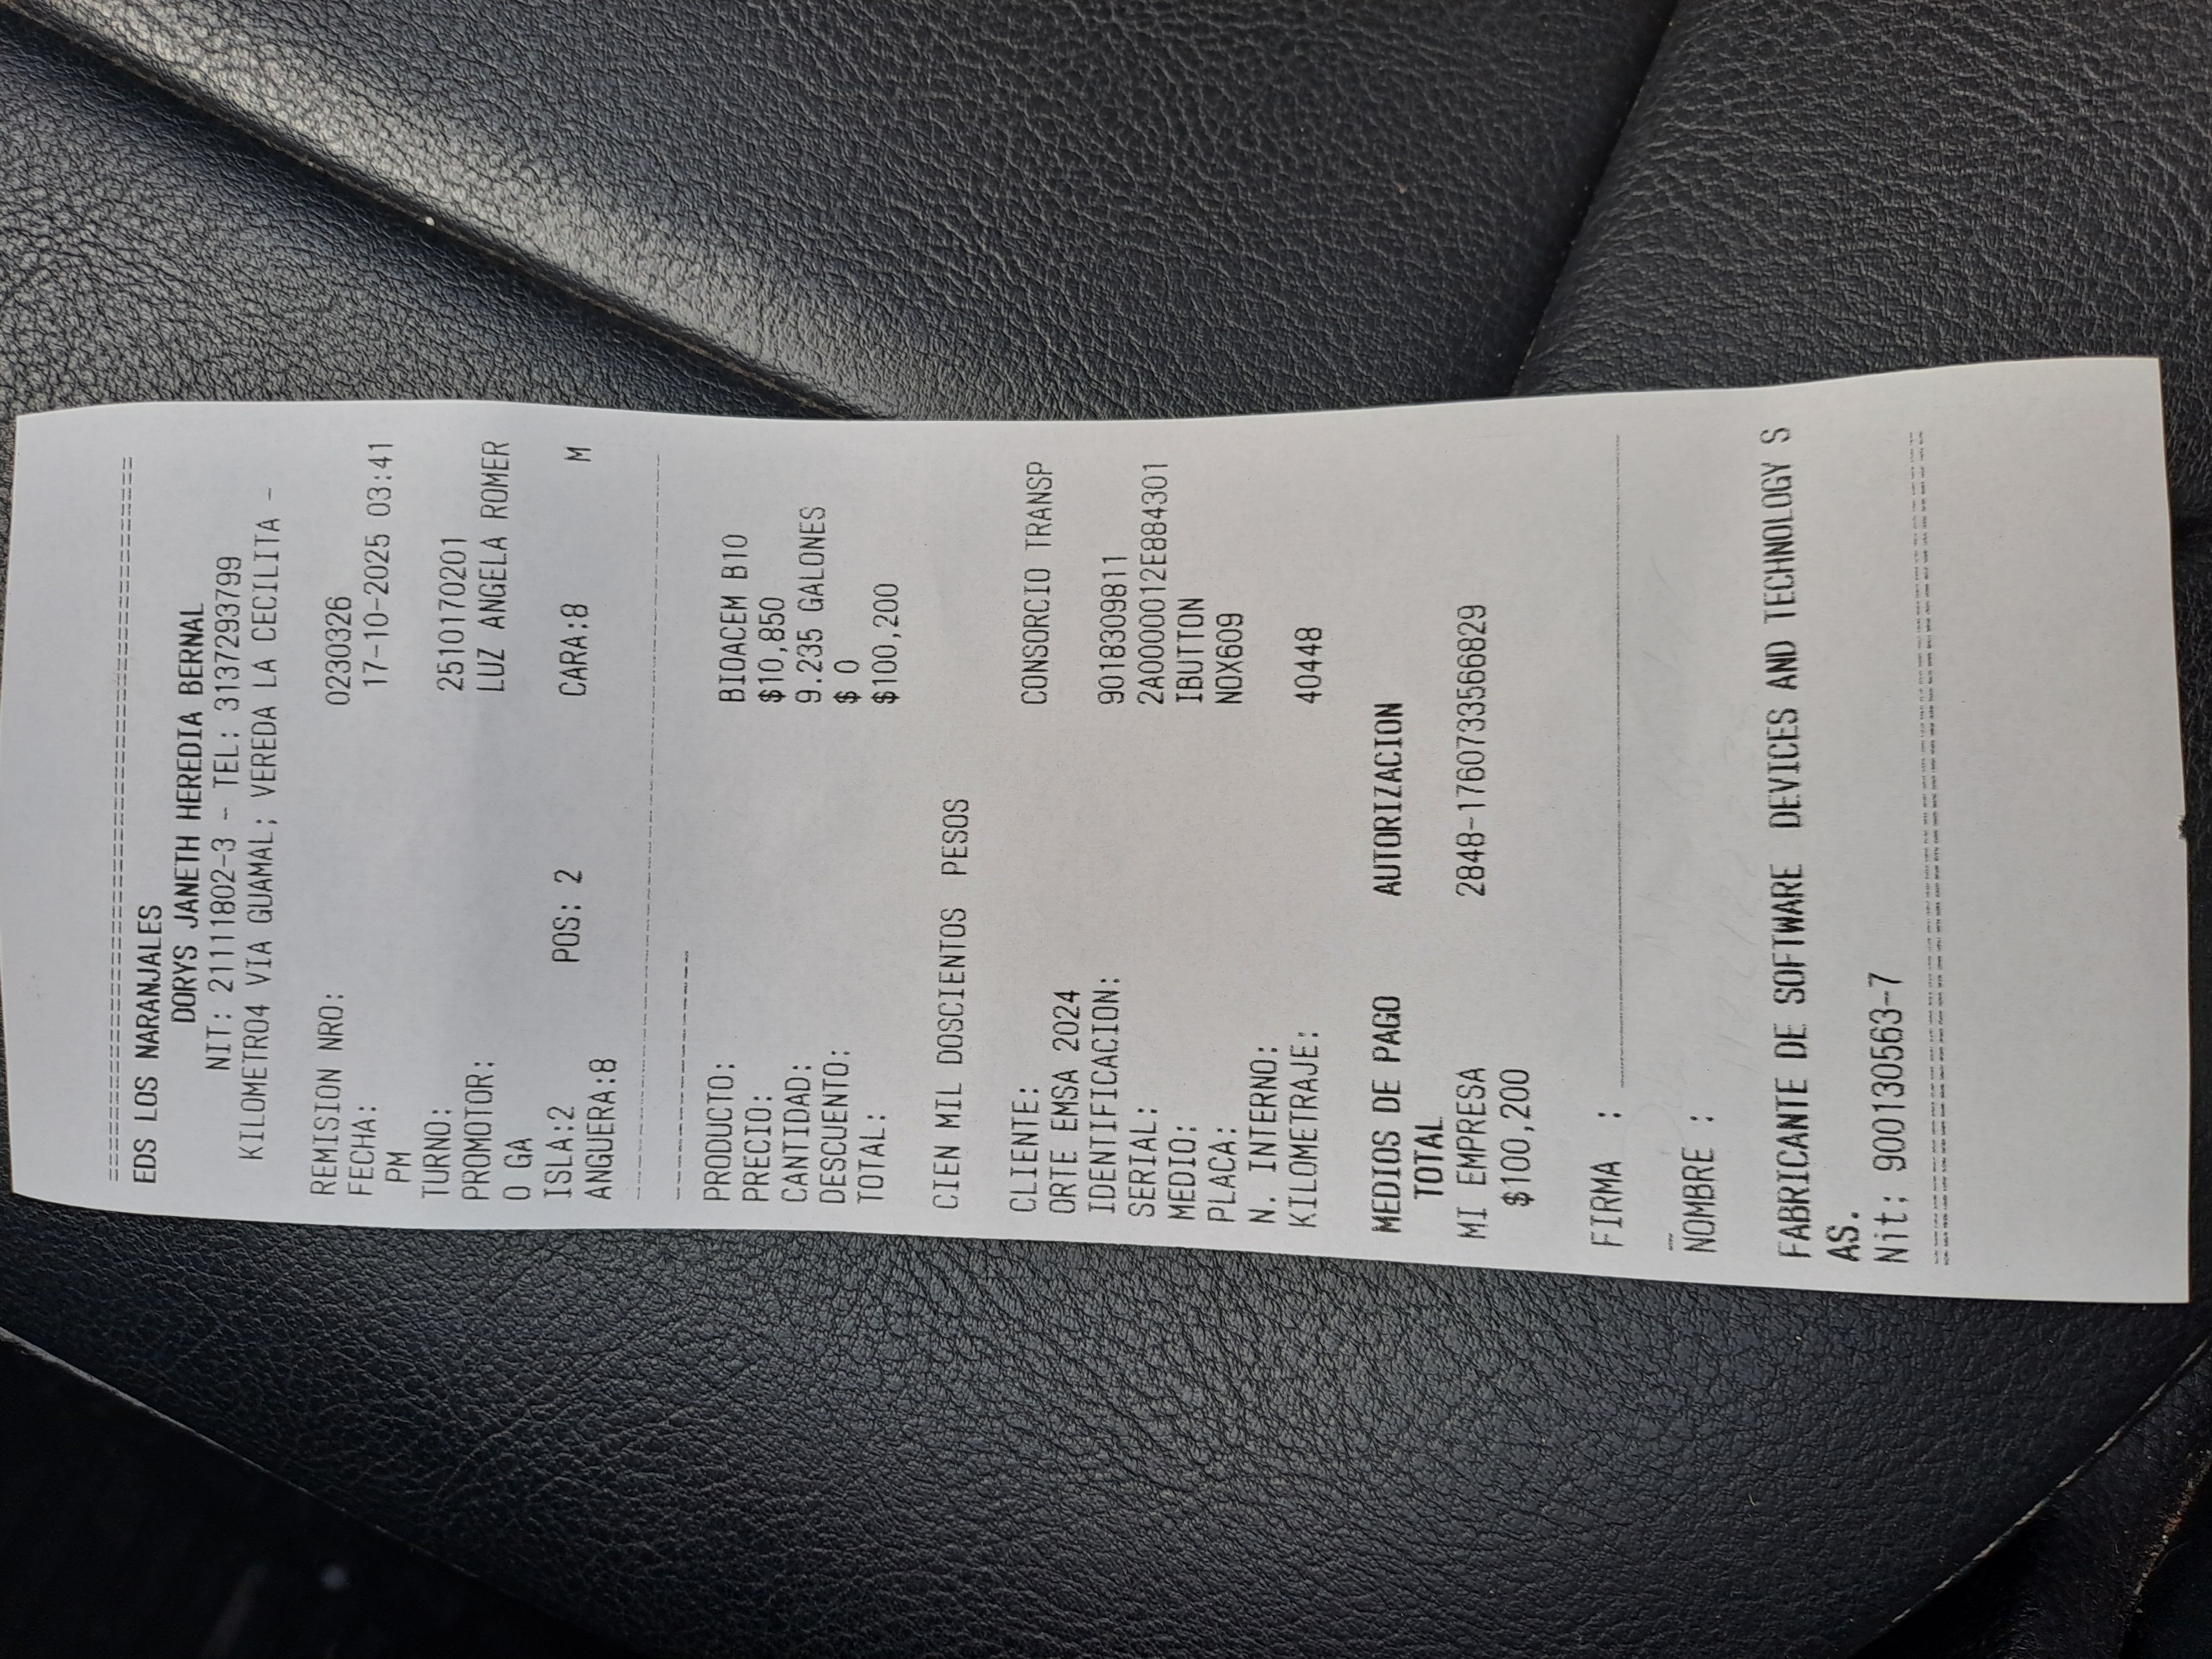 EDS LOS NARANJALES
DORYS JANETH HEREDIA BERNAL
NIT: 21111802-3 - TEL: 3137293799
KILOMETRO4 VIA GUAMAL; VEREDA LA CECILITA -
REMISION NRO: 0230326
FECHA: 17-10-2025 03:41
PM
TURNO: 2510170201
PROMOTOR: LUZ ANGELA ROMER
O GA
ISLA:2 POS: 2 CARA:8 M
ANGUERA:8
PRODUCTO: BIOACEM B10
PRECIO: $10,850
CANTIDAD: 9.235 GALONES
DESCUENTO: $ 0
TOTAL: $100,200
CIEN MIL DOSCIENTOS PESOS
CLIENTE: CONSORCIO TRANSP
ORTE EMSA 2024
IDENTIFICACION: 9018309811
SERIAL: 2A0000012E884301
MEDIO: IBUTTON
PLACA: NOX609
N. INTERNO:
KILOMETRAJE: 40448
MEDIOS DE PAGO AUTORIZACION
TOTAL
MI EMPRESA 2848-1760733566829
$100,200
FIRMA :
NOMBRE :
FABRICANTE DE SOFTWARE DEVICES AND TECHNOLOGY S
AS.
Nit: 900130563-7